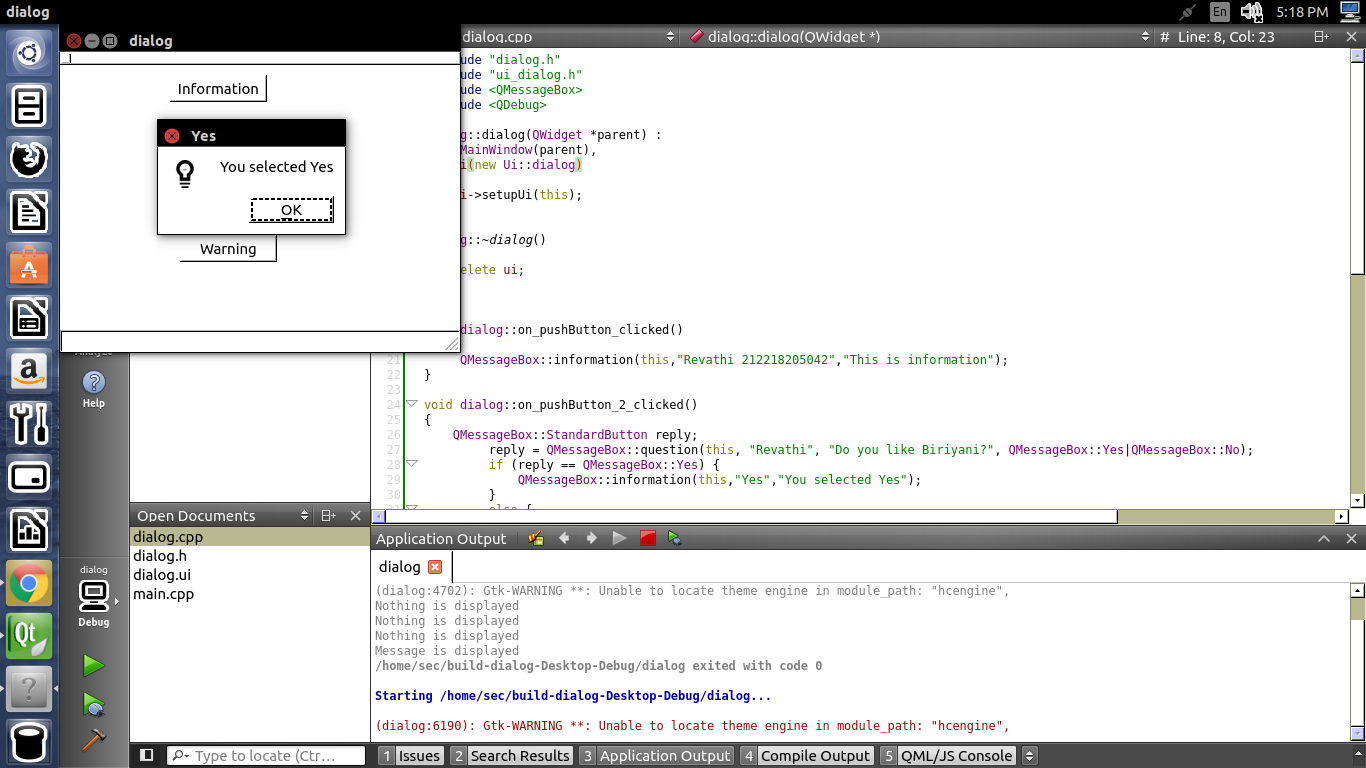 dialog
En
5:18 PM
dialog
Information
Yes
You selected Yes
OK
Warning
Help
dialog
Debug
dialog.cpp
dialog::dialog(QWidget *)
# Line: 8, Col: 23
ude "dialog.h"
ude "ui_dialog.h"
ude <QMessageBox>
ude <QDebug>
g::dialog(QWidget *parent) :
MainWindow(parent),
i(new Ui::dialog)
i->setupUi(this);
g::~dialog()
elete ui;
dialog::on_pushButton_clicked()
21 QMessageBox::information(this,"Revathi 212218205042","This is information");
22 }
23
24 void dialog::on_pushButton_2_clicked()
25 {
26 QMessageBox::StandardButton reply;
27 reply = QMessageBox::question(this, "Revathi", "Do you like Biriyani?", QMessageBox::Yes|QMessageBox::No);
28 if (reply == QMessageBox::Yes) {
29 QMessageBox::information(this,"Yes","You selected Yes");
30 }
else {
Open Documents
dialog.cpp
dialog.h
dialog.ui
main.cpp
Application Output
dialog
(dialog:4702): Gtk-WARNING **: Unable to locate theme engine in module_path: "hcengine",
Nothing is displayed
Nothing is displayed
Nothing is displayed
Message is displayed
/home/sec/build-dialog-Desktop-Debug/dialog exited with code 0
Starting /home/sec/build-dialog-Desktop-Debug/dialog...
(dialog:6190): Gtk-WARNING **: Unable to locate theme engine in module_path: "hcengine",
Type to locate (Ctr...
1 Issues
2 Search Results
3 Application Output
4 Compile Output
5 QML/JS Console